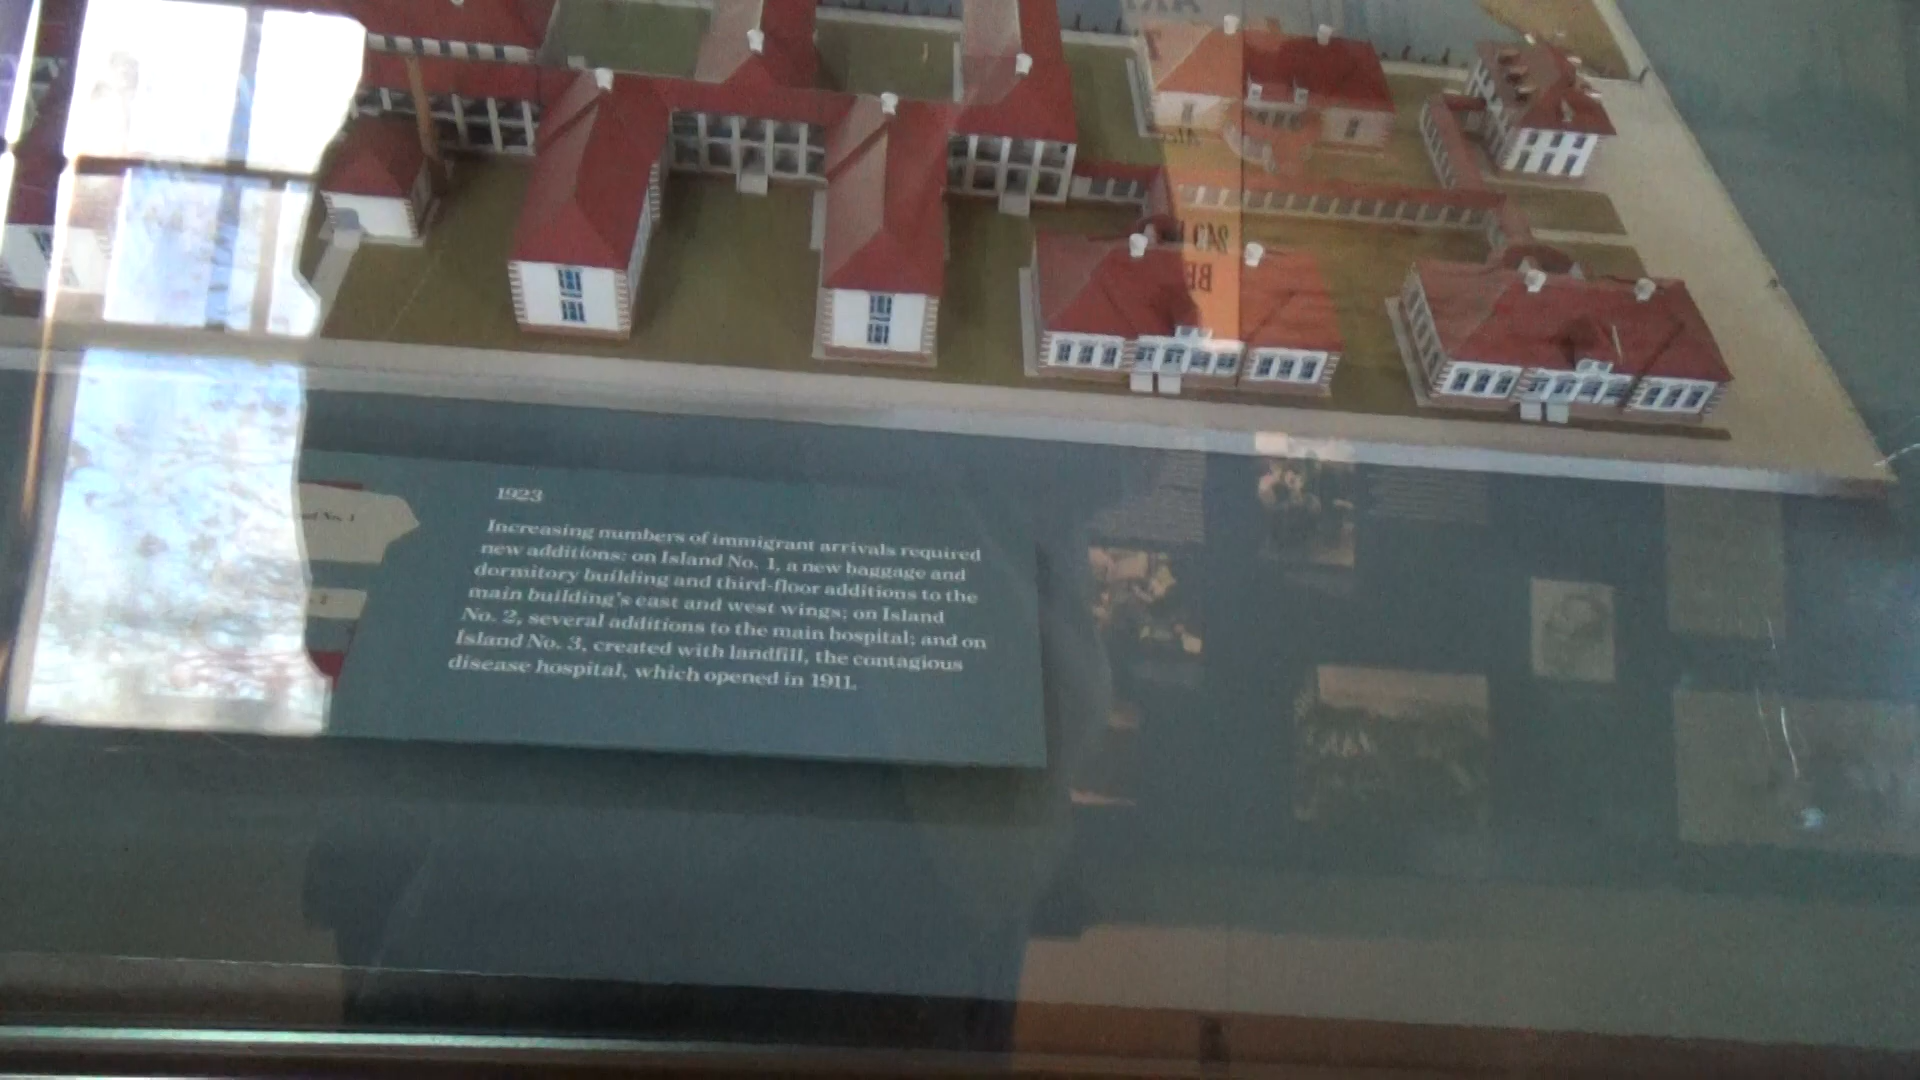 1923
Increasing numbers of immigrant arrivals required
new additions: on Island No. 1, a new baggage and
dormitory building and third-floor additions to the
main building's east and west wings; on Island
No. 2, several additions to the main hospital; and on
Island No. 3, created with landfill, the contagious
disease hospital, which opened in 1911.